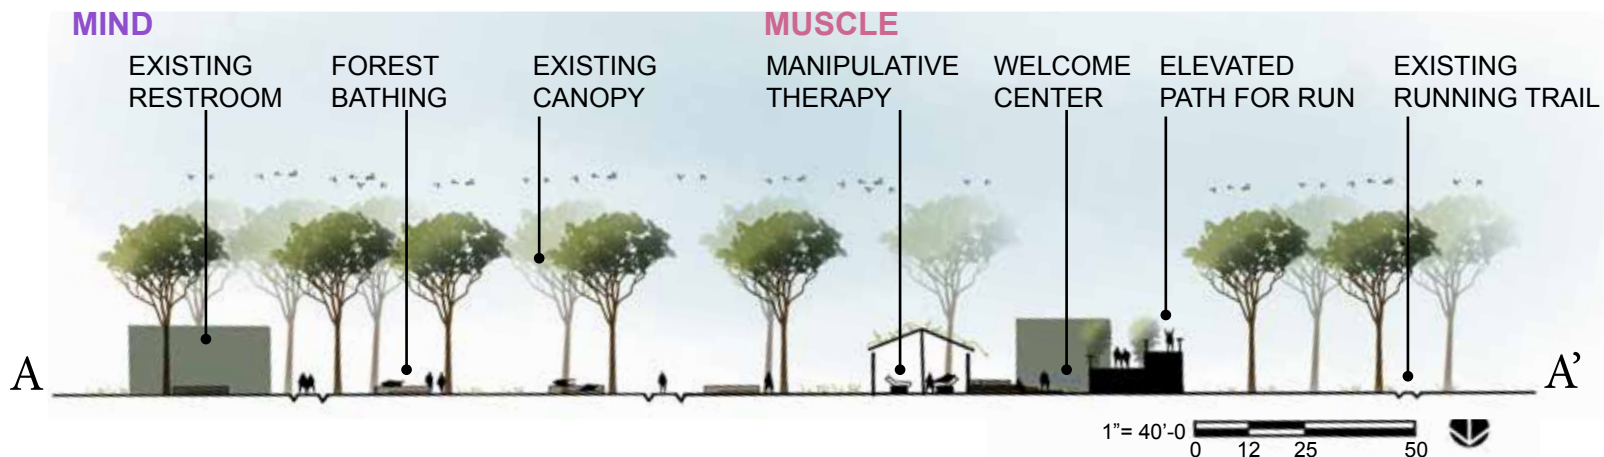 MIND
MUSCLE
EXISTING
RESTROOM
FOREST
BATHING
EXISTING
CANOPY
MANIPULATIVE
THERAPY
WELCOME
CENTER
ELEVATED
PATH FOR RUN
EXISTING
RUNNING TRAIL
A
A’
1”= 40’-0
0 12 25 50